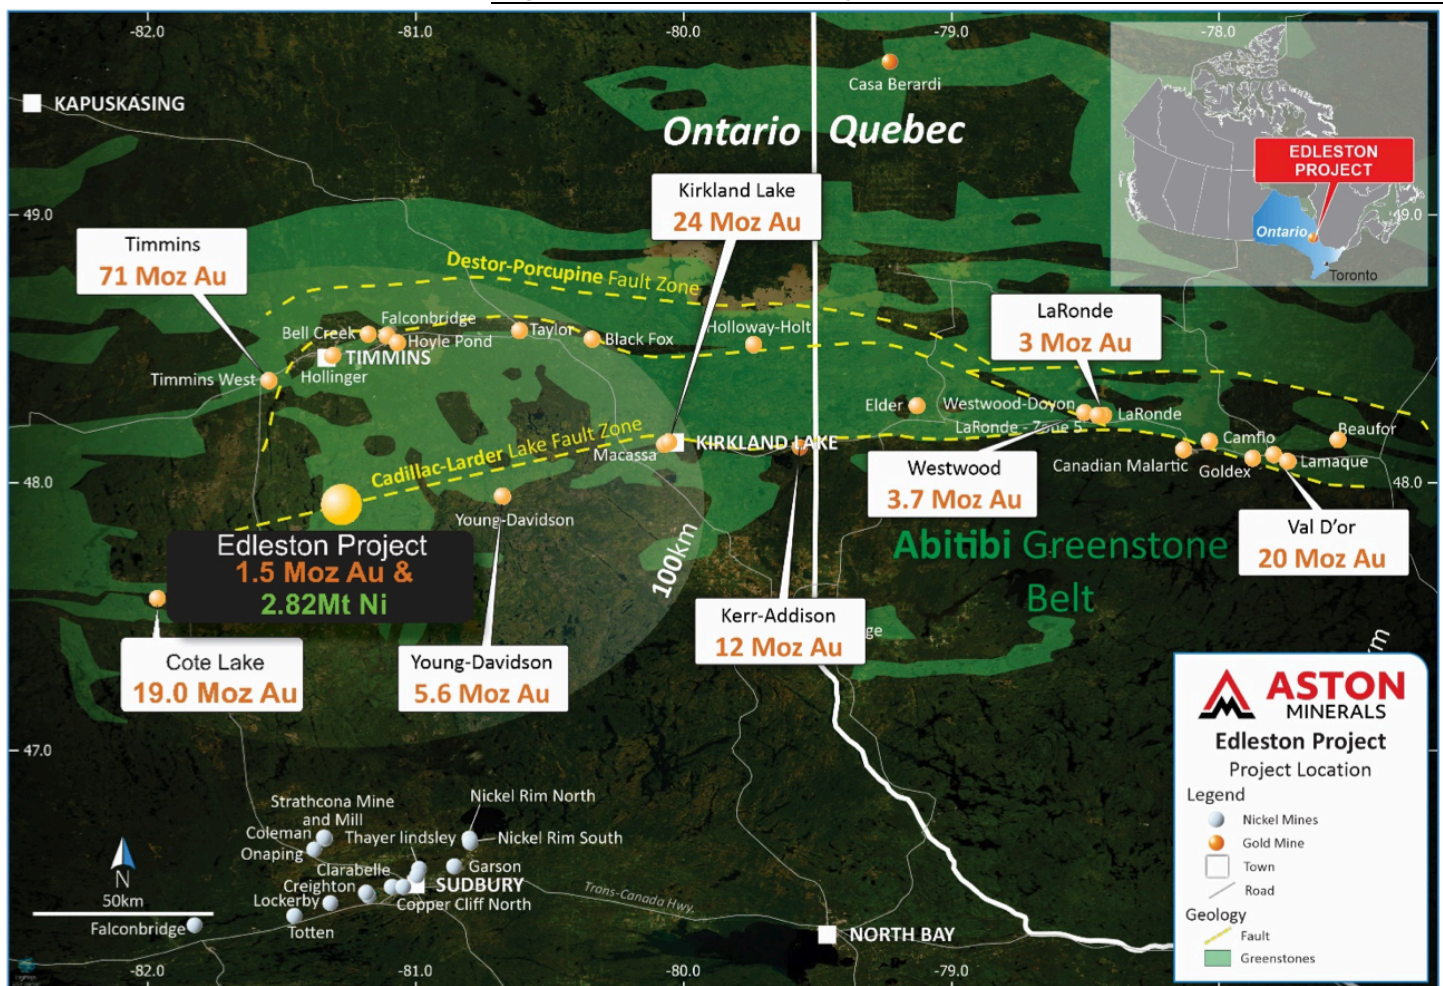 -82.0
-81.0
-80.0
-79.0
-78.0
KAPUSKASING
Casa Berardi
Ontario
Quebec
EDLESTON
PROJECT
Ontario
Toronto
49.0
49.0
Kirkland Lake
24 Moz Au
Timmins
71 Moz Au
Destor-Porcupine Fault Zone
LaRonde
3 Moz Au
Bell Creek
Falconbridge
Hoyle Pond
Taylor
Black Fox
Holloway-Holt
TIMMINS
Hollinger
Timmins West
Elder
Westwood-Doyon
LaRonde
LaRonde - Zone 5
Camflo
Beaufor
Cadillac-Larder Lake Fault Zone
Macassa
KIRKLAND LAKE
Canadian Malartic
Goldex
Lamaque
48.0
48.0
Westwood
3.7 Moz Au
Young-Davidson
Val D'or
20 Moz Au
Edleston Project
1.5 Moz Au &
2.82Mt Ni
100km
Abitibi Greenstone
Belt
Kerr-Addison
12 Moz Au
Cote Lake
19.0 Moz Au
Young-Davidson
5.6 Moz Au
47.0
ASTON
MINERALS
Edleston Project
Project Location
Legend
Nickel Mines
Gold Mine
Town
Road
Geology
Fault
Greenstones
Strathcona Mine
and Mill
Nickel Rim North
Coleman
Thayer lindsley
Nickel Rim South
Onaping
Clarabelle
Garson
Creighton
SUDBURY
Lockerby
Copper Cliff North
Totten
Falconbridge
N
50km
Trans-Canada Hwy.
NORTH BAY
-82.0
-81.0
-80.0
-79.0